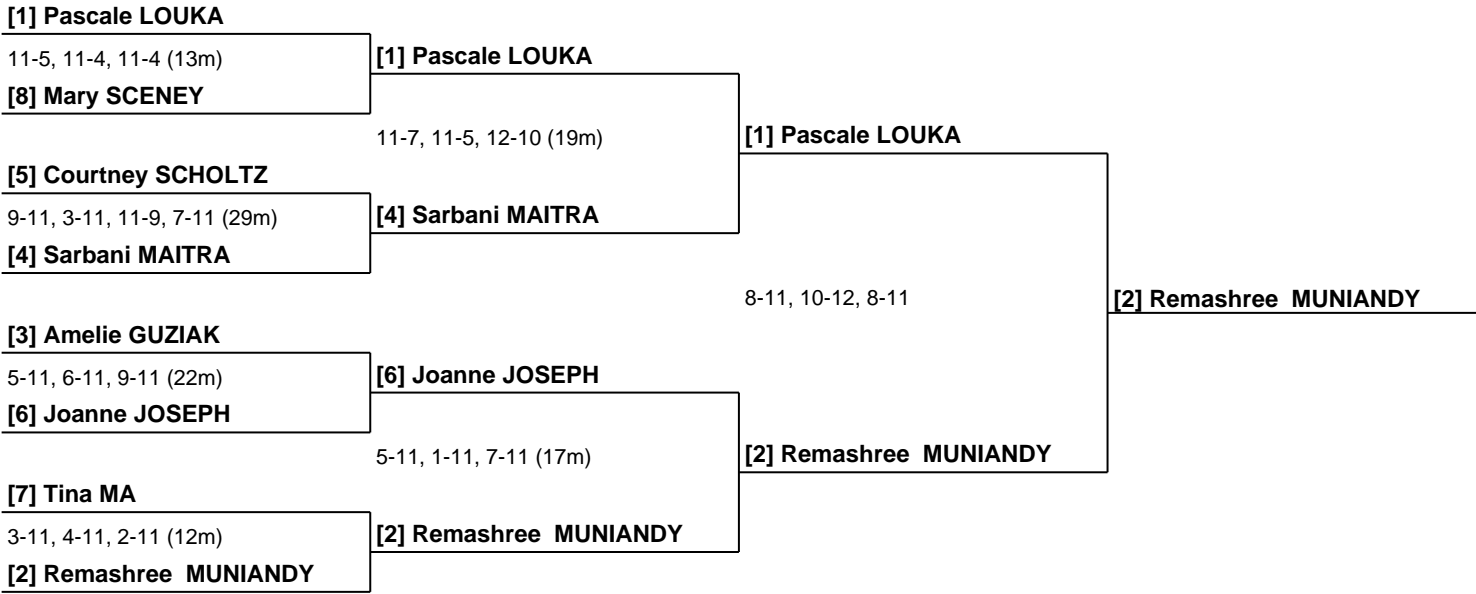 [1] Pascale LOUKA
11-5, 11-4, 11-4 (13m)
[8] Mary SCENEY
[5] Courtney SCHOLTZ
9-11, 3-11, 11-9, 7-11 (29m)
[4] Sarbani MAITRA
[3] Amelie GUZIAK
5-11, 6-11, 9-11 (22m)
[6] Joanne JOSEPH
[7] Tina MA
3-11, 4-11, 2-11 (12m)
[2] Remashree MUNIANDY
[1] Pascale LOUKA
11-7, 11-5, 12-10 (19m)
[4] Sarbani MAITRA
[6] Joanne JOSEPH
5-11, 1-11, 7-11 (17m)
[2] Remashree MUNIANDY
[1] Pascale LOUKA
8-11, 10-12, 8-11
[2] Remashree MUNIANDY
[2] Remashree MUNIANDY